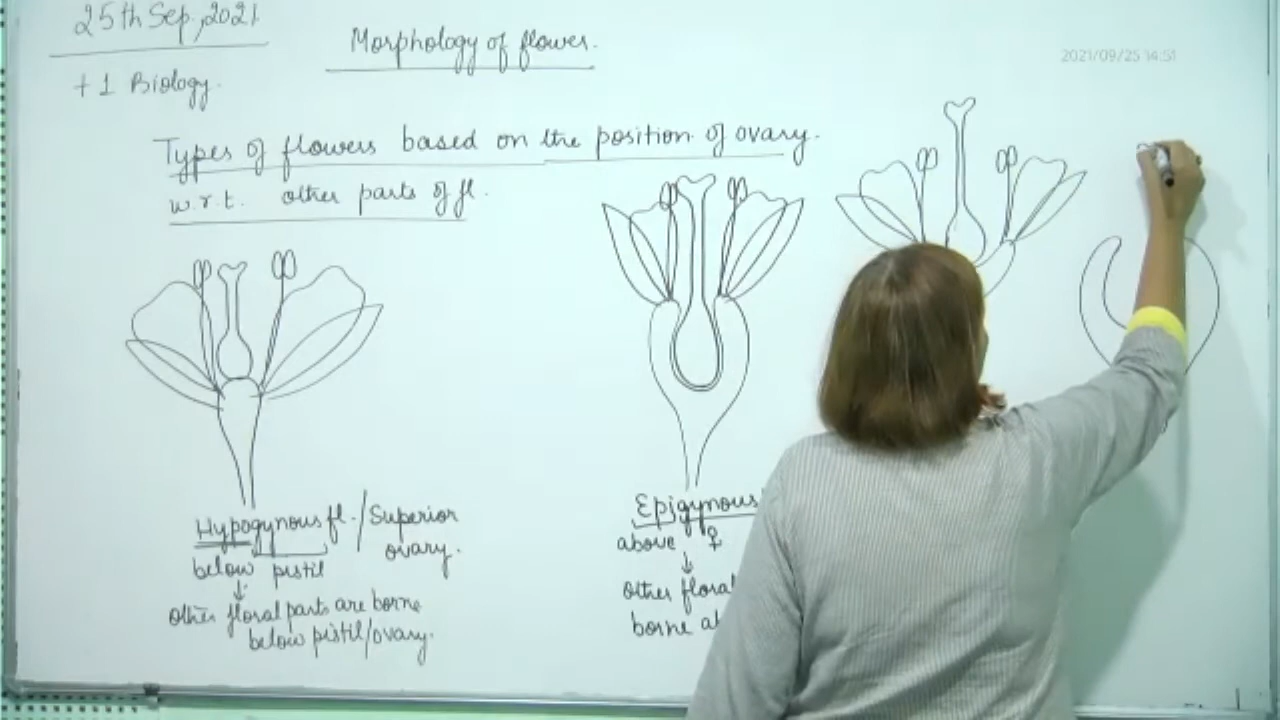 25th Sep., 2021
+1 Biology.
Morphology of flower.
2021/09/25 14:51
Types of flowers based on the position of ovary.
w.r.t. other parts of fl.
Hypogynous fl. / Superior ovary.
below pistil
↓
other floral parts are borne
below pistil/ovary.
Epigynous
above ♀
↓
other floral
borne